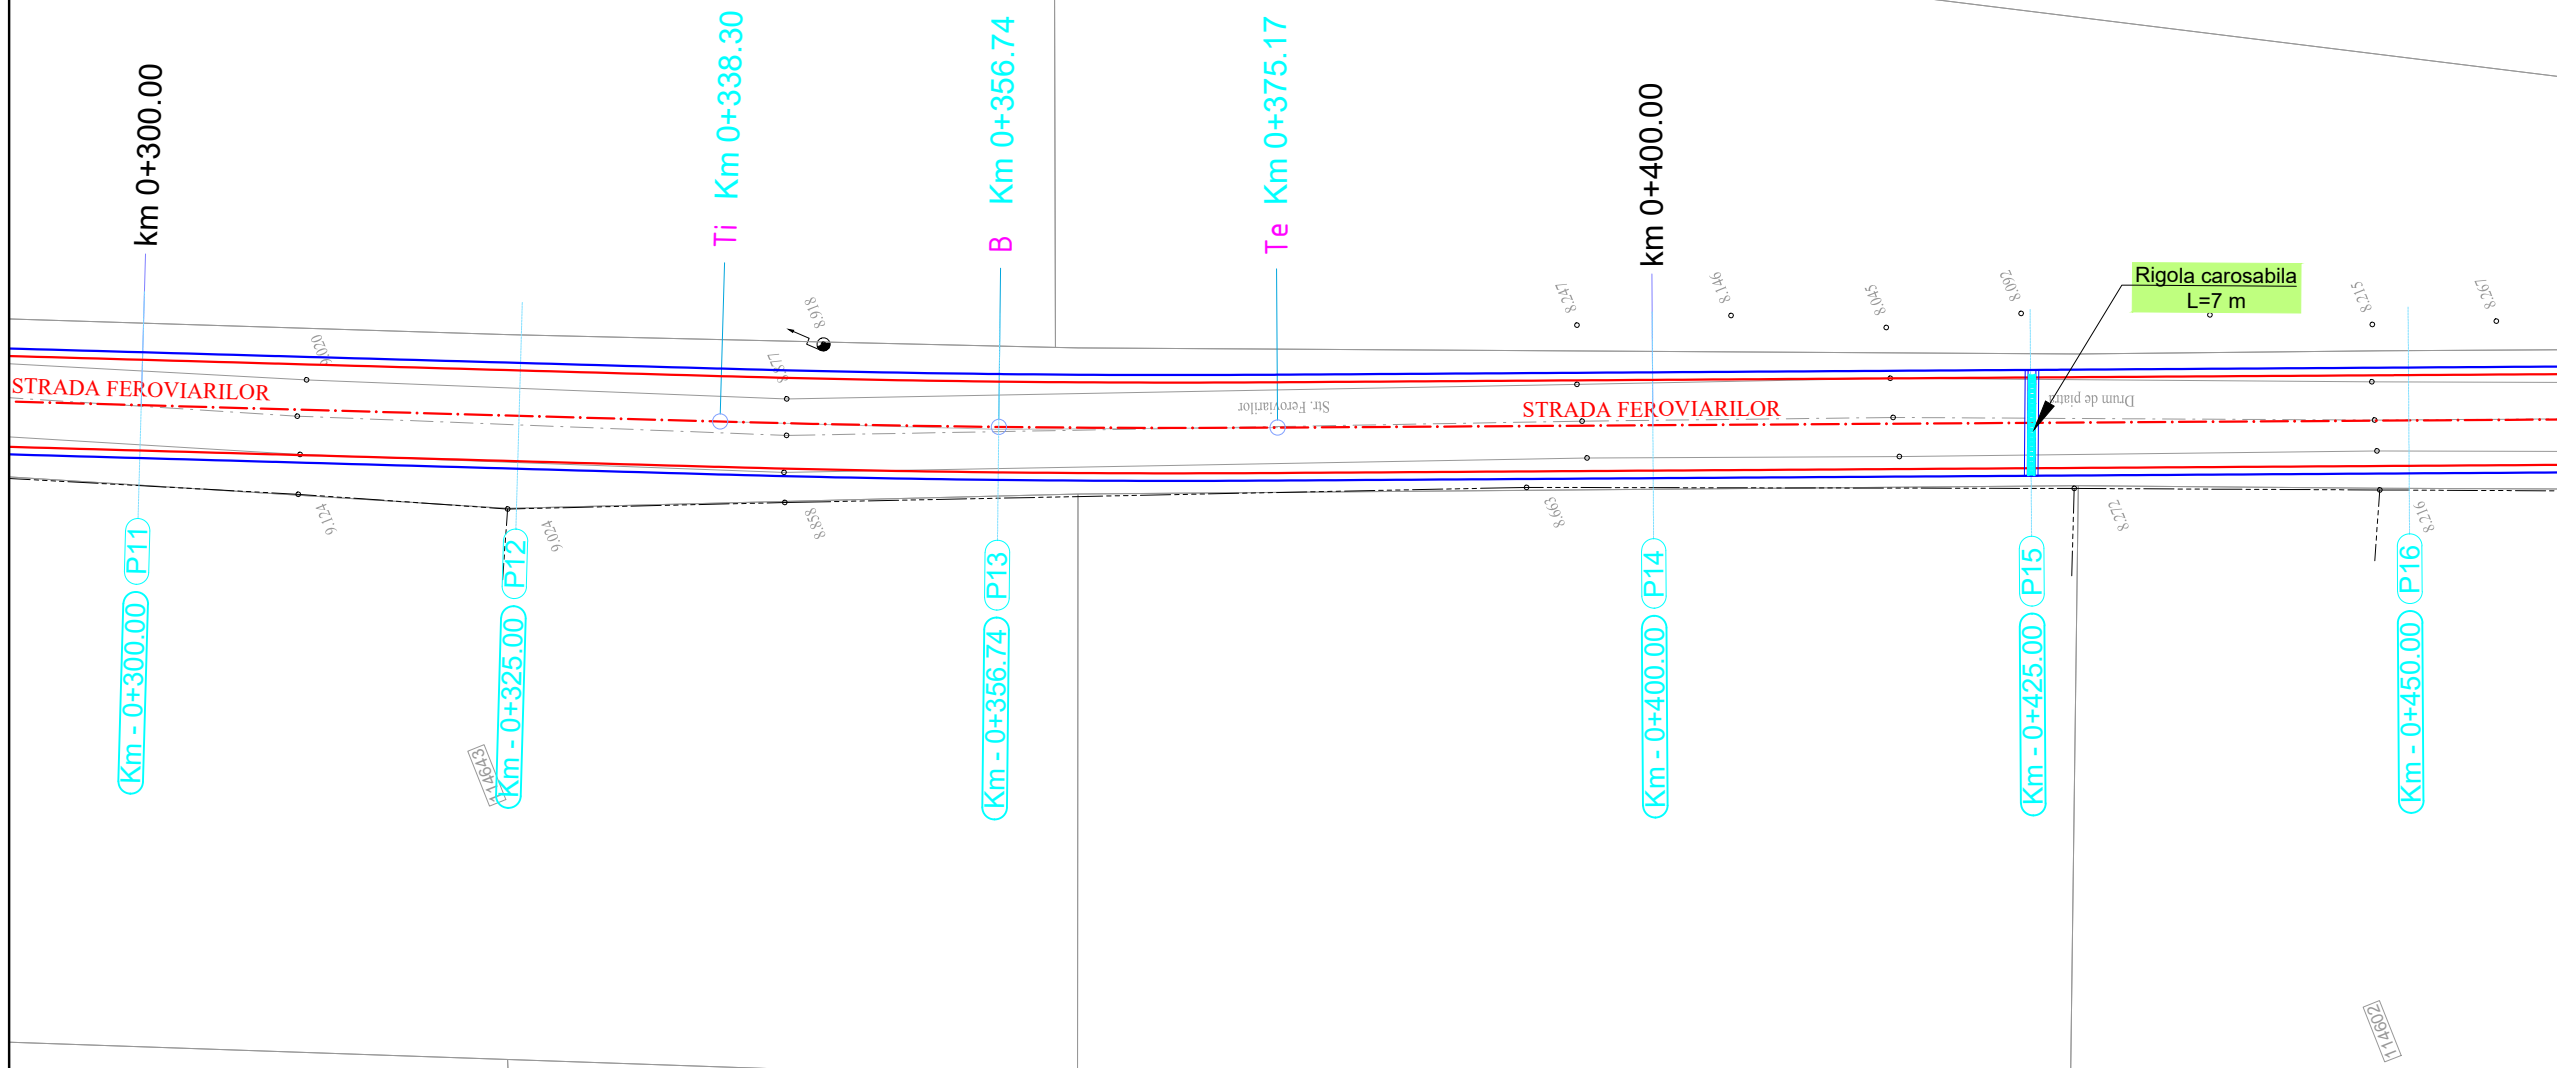 km 0+300.00
Ti Km 0+338.30
B Km 0+356.74
Te Km 0+375.17
km 0+400.00
Rigola carosabila
L=7 m
9.020
8.918
8.877
8.247
8.146
8.045
8.092
8.215
8.267
STRADA FEROVIARILOR
Str. Feroviarilor
STRADA FEROVIARILOR
Drum de piatra
9.124
9.024
8.858
8.663
8.272
8.216
P11
Km - 0+300.00
P12
Km - 0+325.00
P13
Km - 0+356.74
P14
Km - 0+400.00
P15
Km - 0+425.00
P16
Km - 0+450.00
114643
114602